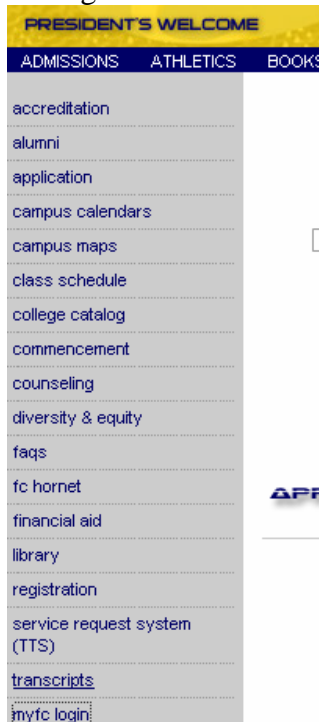 PRESIDENT'S WELCOME
ADMISSIONS ATHLETICS BOOKS
accreditation
alumni
application
campus calendars
campus maps
class schedule
college catalog
commencement
counseling
diversity & equity
faqs
fc hornet
financial aid
library
registration
service request system
(TTS)
transcripts
myfc login